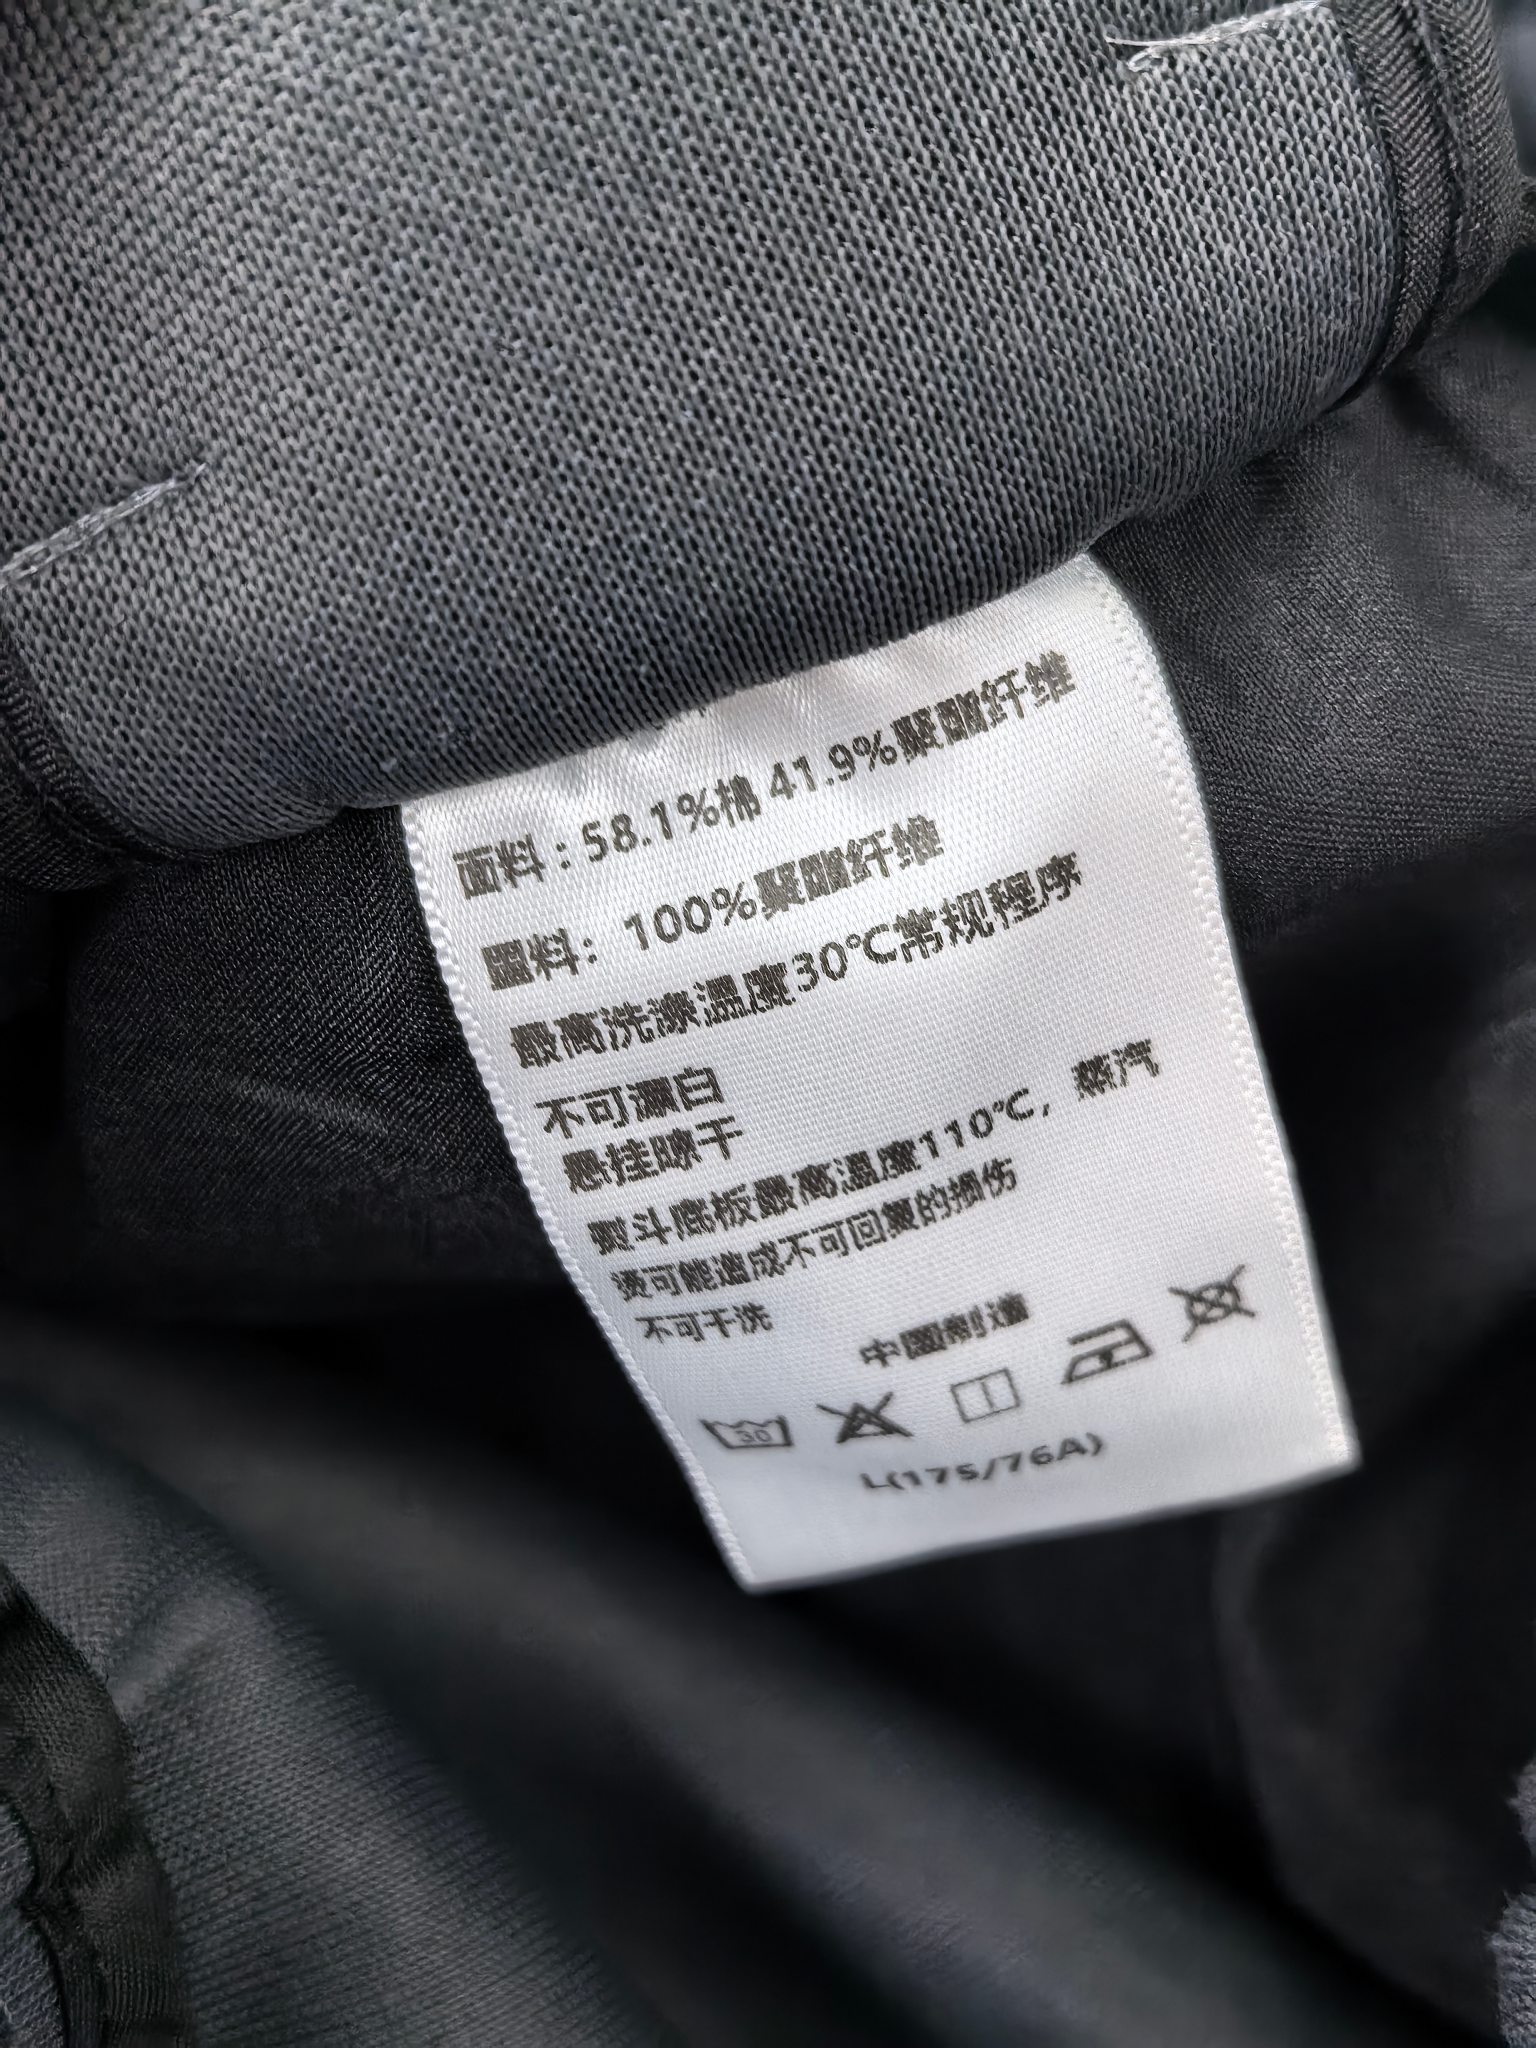 面料：58.1%棉 41.9%聚酯纤维
里料：100%聚酯纤维
最高洗涤温度30℃常规程序
不可漂白
悬挂晾干
熨斗底板最高温度110℃，蒸汽
烫可能造成不可回复的损伤
不可干洗
中国制造
30
L(175/76A)